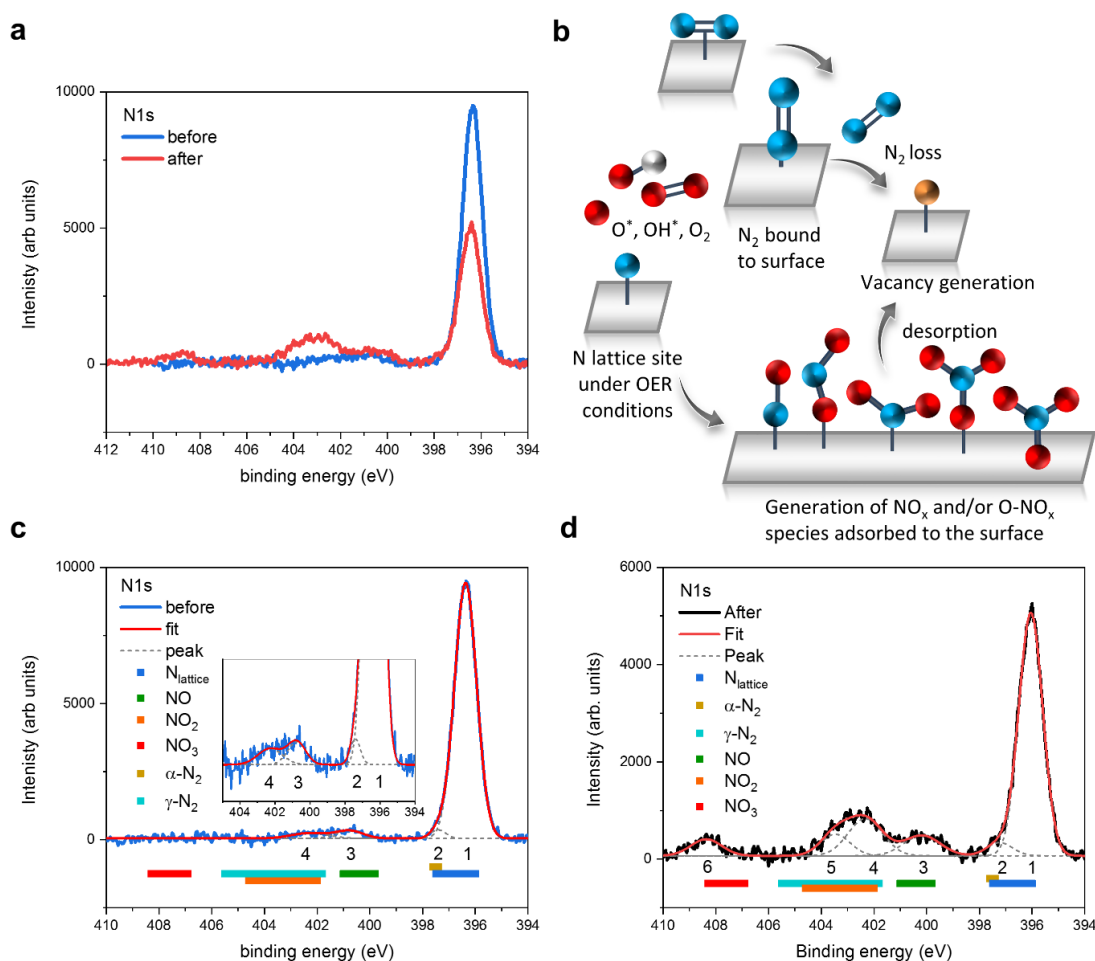 a
N1s
before
after
Intenisty (arb units)
10000
5000
0
412 410 408 406 404 402 400 398 396 394
binding energy (eV)
b
N₂ loss
O*, OH*, O₂
N₂ bound
to surface
Vacancy generation
N lattice site
under OER
conditions
desorption
Generation of NOₓ and/or O-NOₓ
species adsorbed to the surface
c
N1s
before
fit
peak
N_lattice
NO
NO₂
NO₃
α-N₂
γ-N₂
Intenisty (arb units)
10000
5000
0
4 3 2 1
404 402 400 398 396 394
4 3 2 1
410 408 406 404 402 400 398 396 394
binding energy (eV)
d
N1s
After
Fit
Peak
N_lattice
α-N₂
γ-N₂
NO
NO₂
NO₃
Intensity (arb. units)
6000
4000
2000
0
6 5 4 3 2 1
410 408 406 404 402 400 398 396 394
Binding energy (eV)